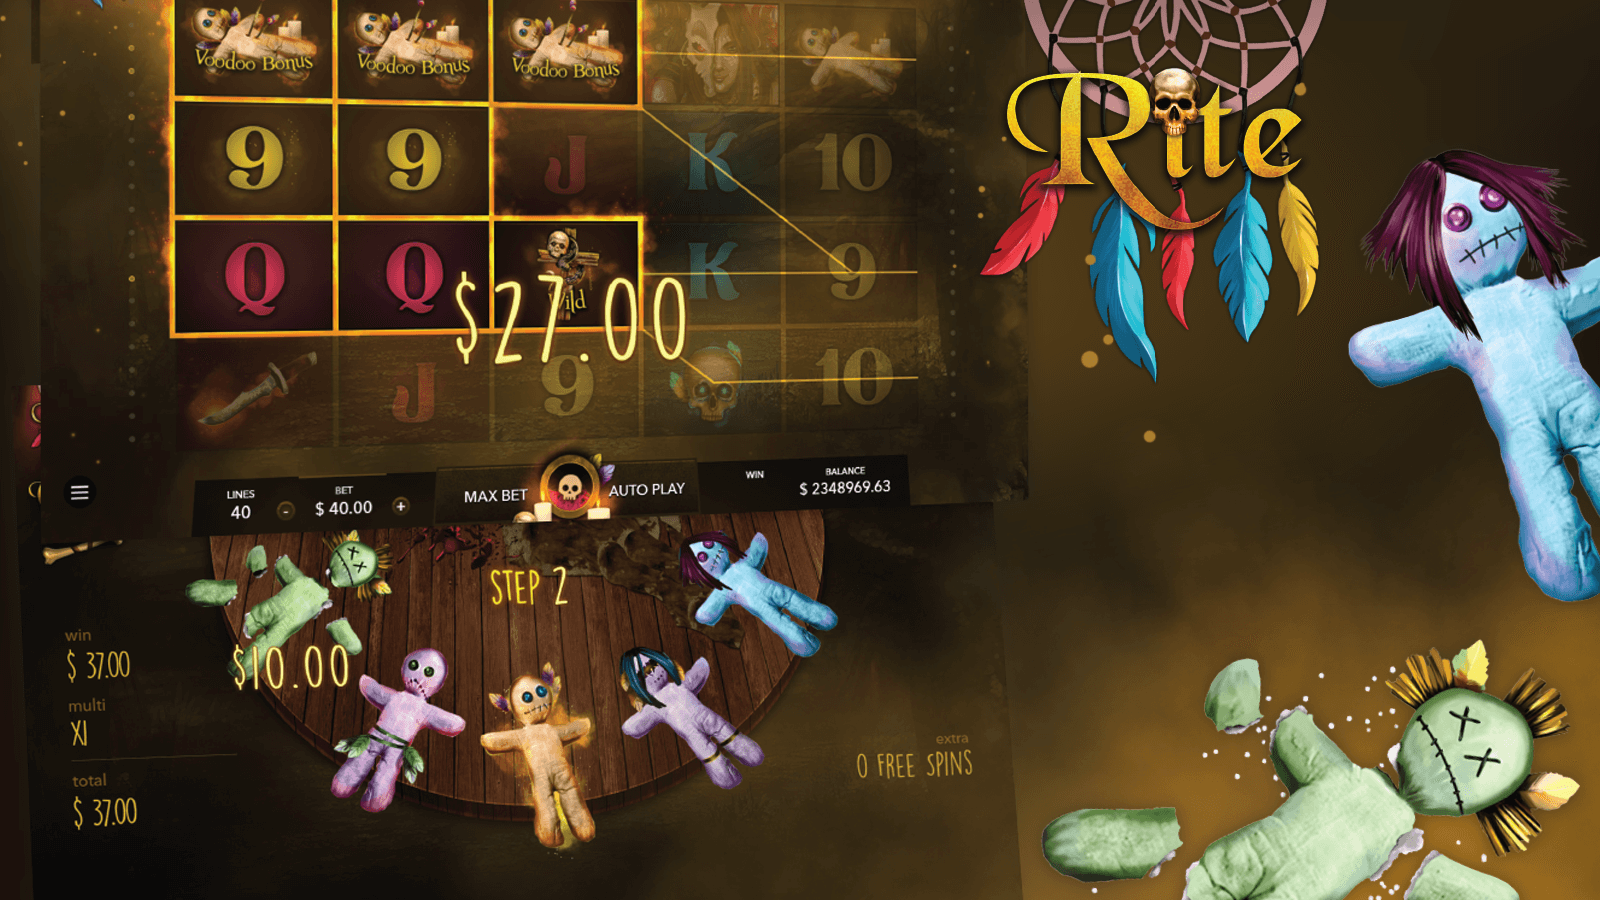 Voodoo Bonus Voodoo Bonus Voodoo Bonus
Rite
9 9 J K 10
Q Q Wild K 9
$27.00
J 9 10
LINES
40
-
BET
$ 40.00
+
MAX BET
AUTO PLAY
WIN
BALANCE
$ 2348969.63
STEP 2
win
$ 37.00
$10.00
multi
X1
total
$ 37.00
extra
0 FREE SPINS